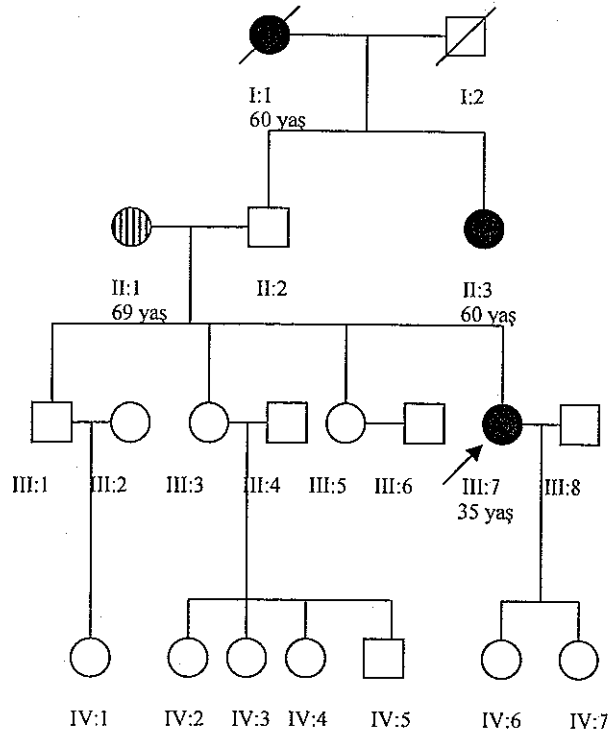 I:1
60 yaş
I:2
II:1
69 yaş
II:2
II:3
60 yaş
III:1
III:2
III:3
III:4
III:5
III:6
III:7
35 yaş
III:8
IV:1
IV:2
IV:3
IV:4
IV:5
IV:6
IV:7